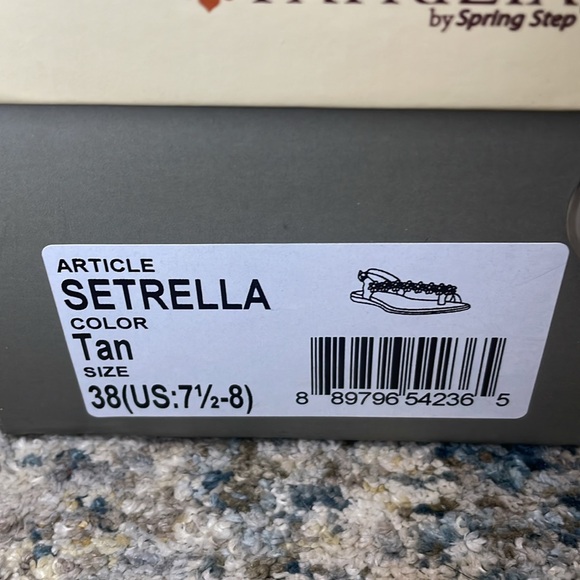 by Spring Step
ARTICLE
SETRELLA
COLOR
Tan
SIZE
38(US:7½-8)
8 89796 54236 5